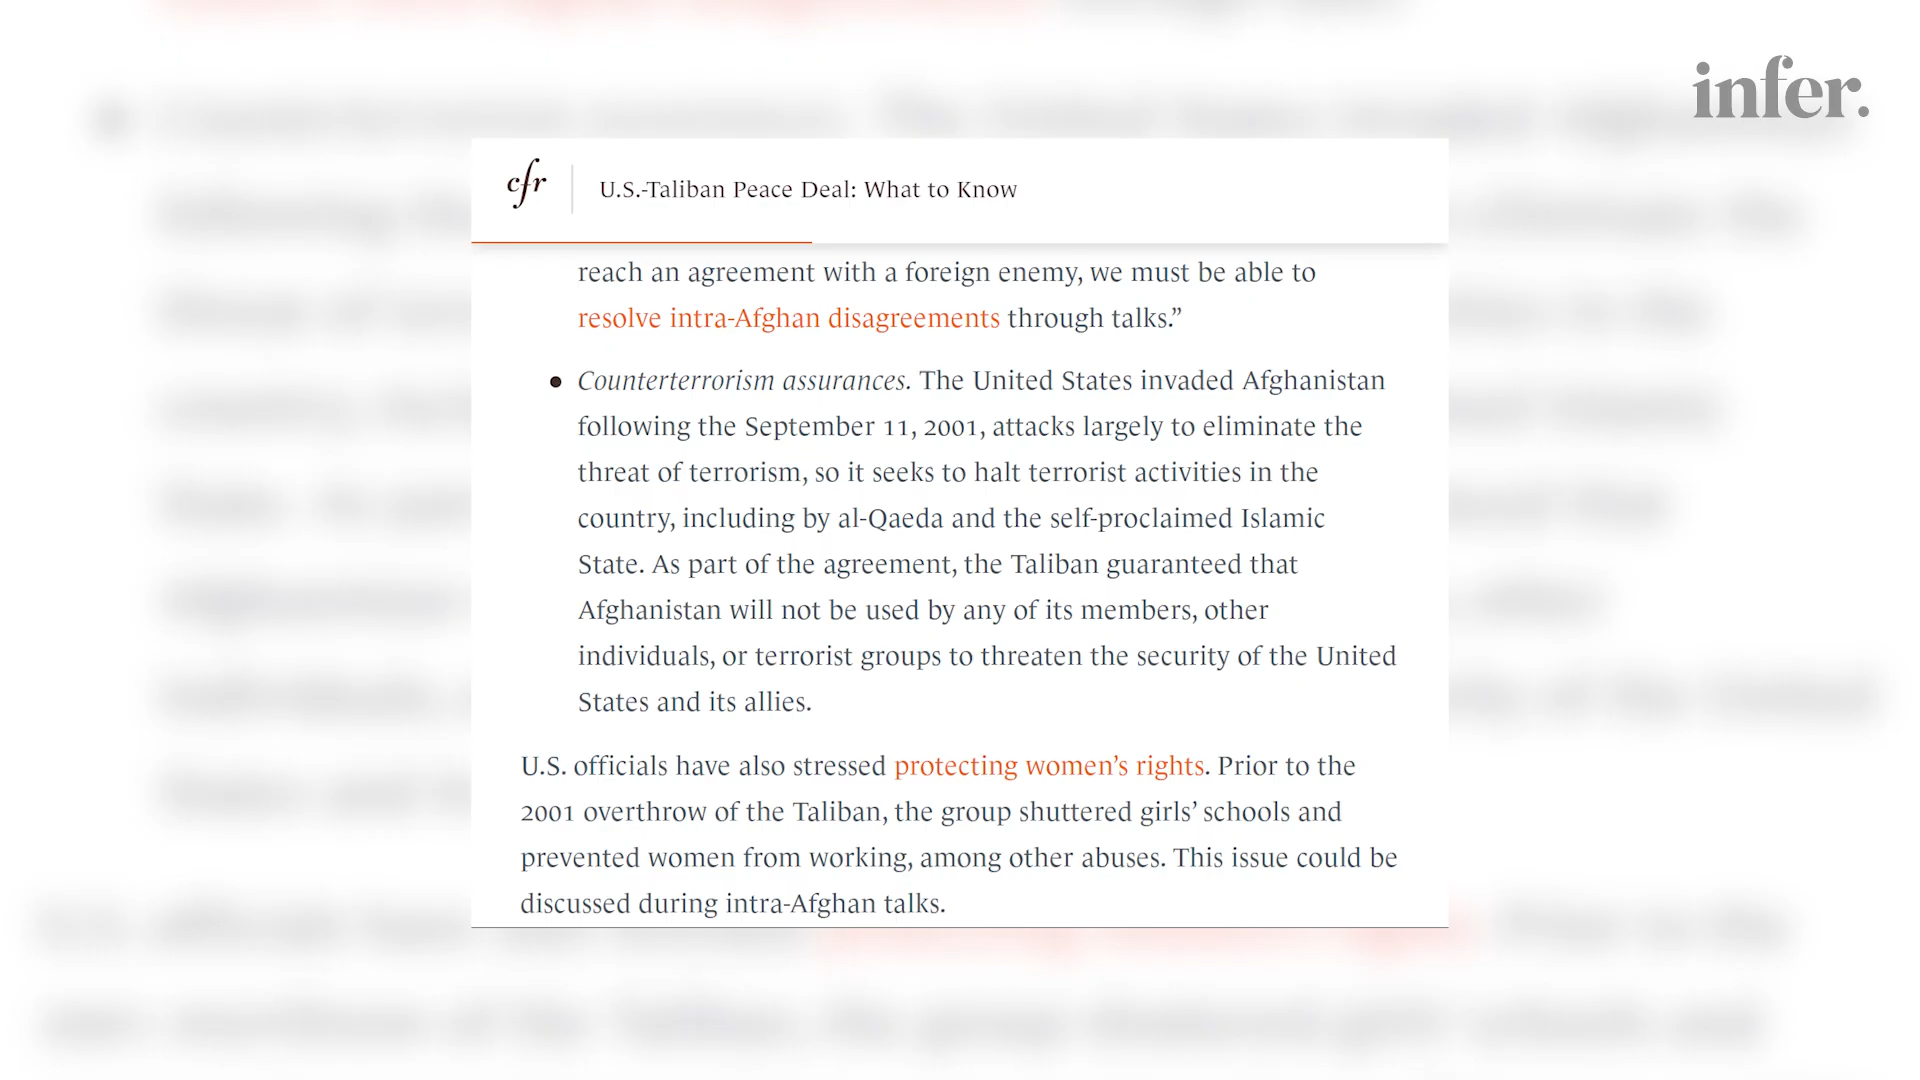 infer.
cfr
U.S.-Taliban Peace Deal: What to Know
reach an agreement with a foreign enemy, we must be able to
resolve intra-Afghan disagreements through talks.”
● Counterterrorism assurances. The United States invaded Afghanistan
following the September 11, 2001, attacks largely to eliminate the
threat of terrorism, so it seeks to halt terrorist activities in the
country, including by al-Qaeda and the self-proclaimed Islamic
State. As part of the agreement, the Taliban guaranteed that
Afghanistan will not be used by any of its members, other
individuals, or terrorist groups to threaten the security of the United
States and its allies.
U.S. officials have also stressed protecting women’s rights. Prior to the
2001 overthrow of the Taliban, the group shuttered girls’ schools and
prevented women from working, among other abuses. This issue could be
discussed during intra-Afghan talks.